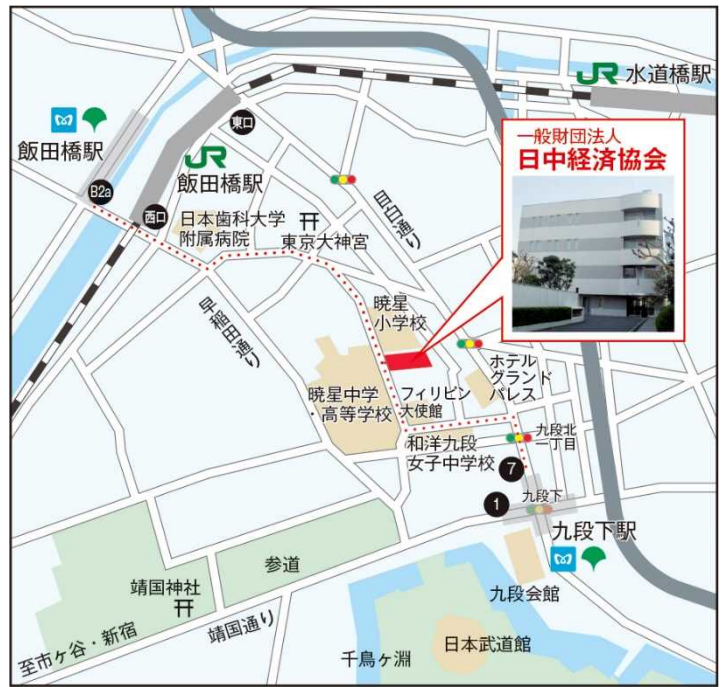 JR 水道橋駅
一般財団法人
日中経済協会
飯田橋駅
東口
JR
飯田橋駅
B2a
西口
日本歯科大学
附属病院
東京大神宮
目白通り
早稲田通り
暁星
小学校
ホテル
グランド
パレス
暁星中学
・高等学校
フィリピン
大使館
和洋九段
女子中学校
九段北
一丁目
7
1
九段下
九段下駅
参道
靖国神社
九段会館
靖国通り
至市ヶ谷・新宿
千鳥ヶ淵
日本武道館